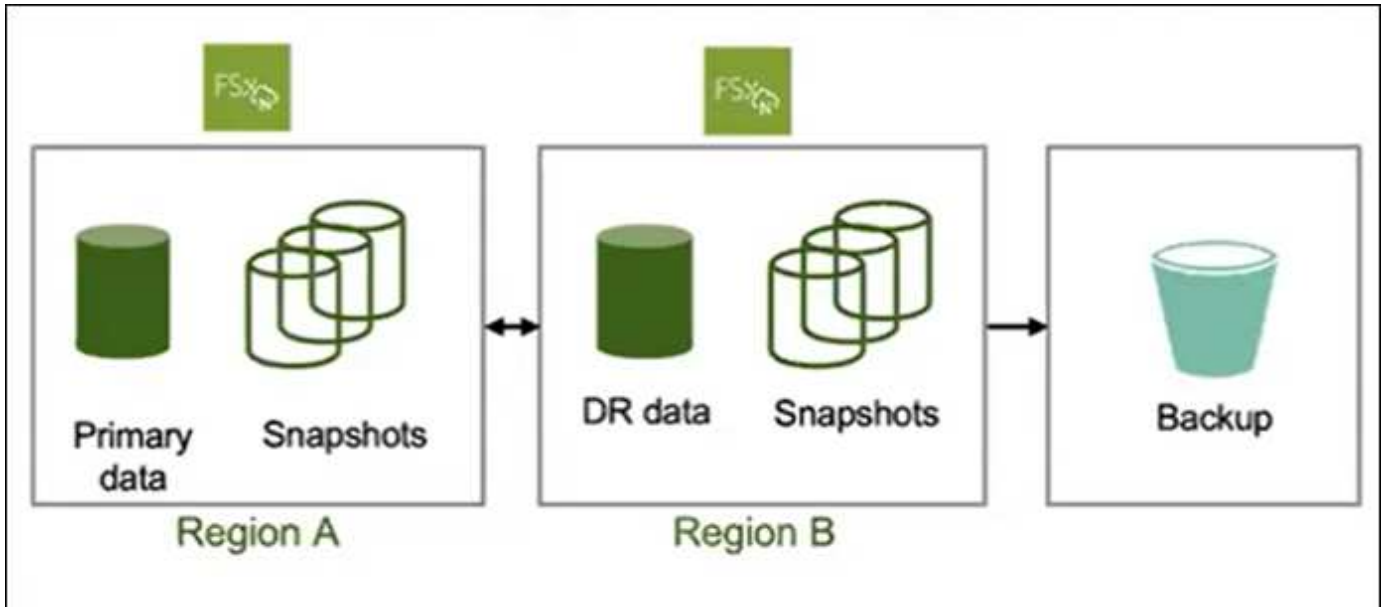 FSx
N
FSx
N
Primary
data
Snapshots
DR data
Snapshots
Backup
Region A
Region B